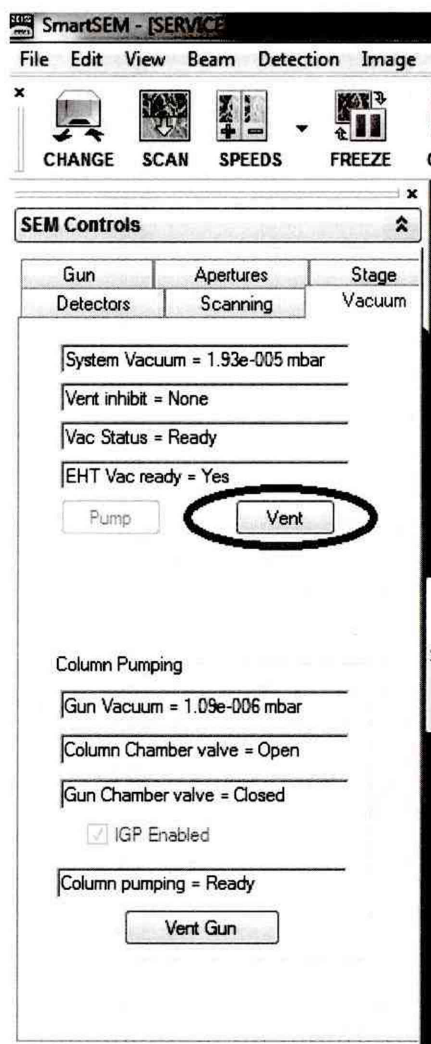 SmartSEM - [SERVICE
File Edit View Beam Detection Image
CHANGE SCAN SPEEDS FREEZE
SEM Controls
Gun Apertures Stage
Detectors Scanning Vacuum
System Vacuum = 1.93e-005 mbar
Vent inhibit = None
Vac Status = Ready
EHT Vac ready = Yes
Pump Vent
Column Pumping
Gun Vacuum = 1.09e-006 mbar
Column Chamber valve = Open
Gun Chamber valve = Closed
IGP Enabled
Column pumping = Ready
Vent Gun